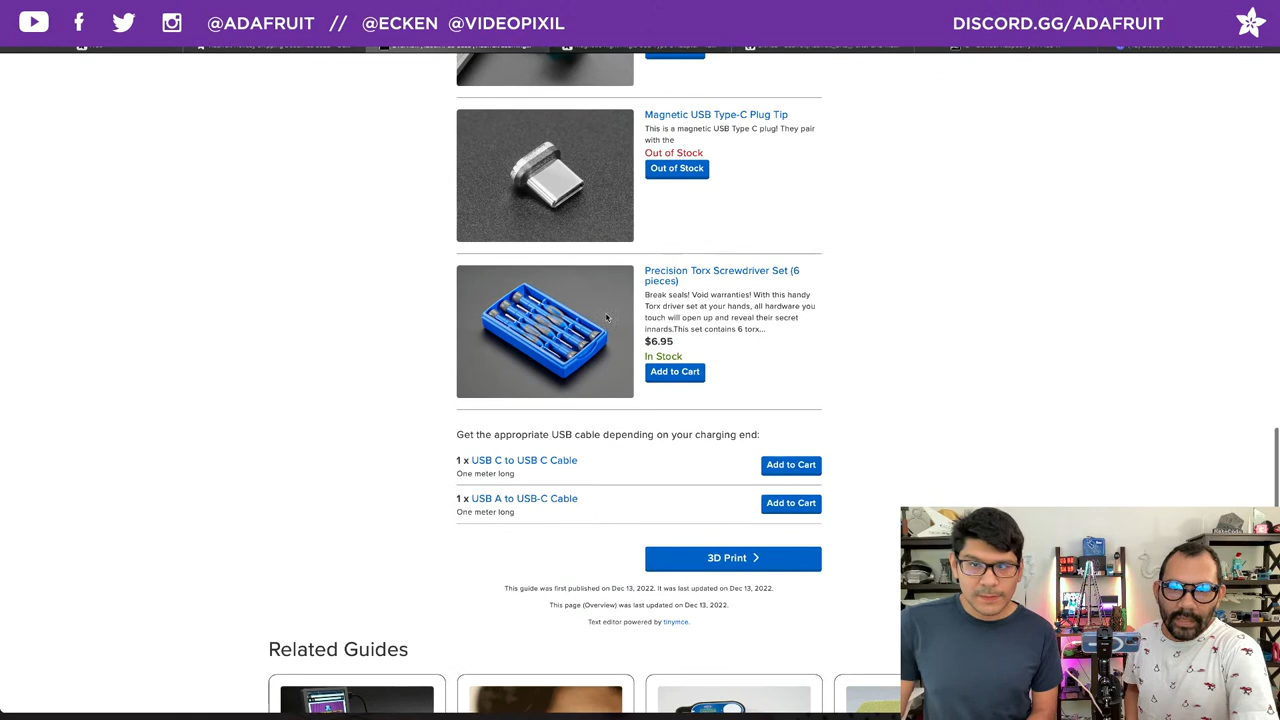 @ADAFRUIT // @ECKEN @VIDEOPIXIL
DISCORD.GG/ADAFRUIT
Magnetic USB Type-C Plug Tip
This is a magnetic USB Type C plug! They pair
with the
Out of Stock
Out of Stock
Precision Torx Screwdriver Set (6
pieces)
Break seals! Void warranties! With this handy
Torx driver set at your hands, all hardware you
touch will open up and reveal their secret
innards.This set contains 6 torx...
$6.95
In Stock
Add to Cart
Get the appropriate USB cable depending on your charging end:
1 x USB C to USB C Cable
Add to Cart
One meter long
1 x USB A to USB-C Cable
Add to Cart
One meter long
3D Print
This guide was first published on Dec 13, 2022. It was last updated on Dec 13, 2022.
This page (Overview) was last updated on Dec 13, 2022.
Text editor powered by tinymce.
Related Guides